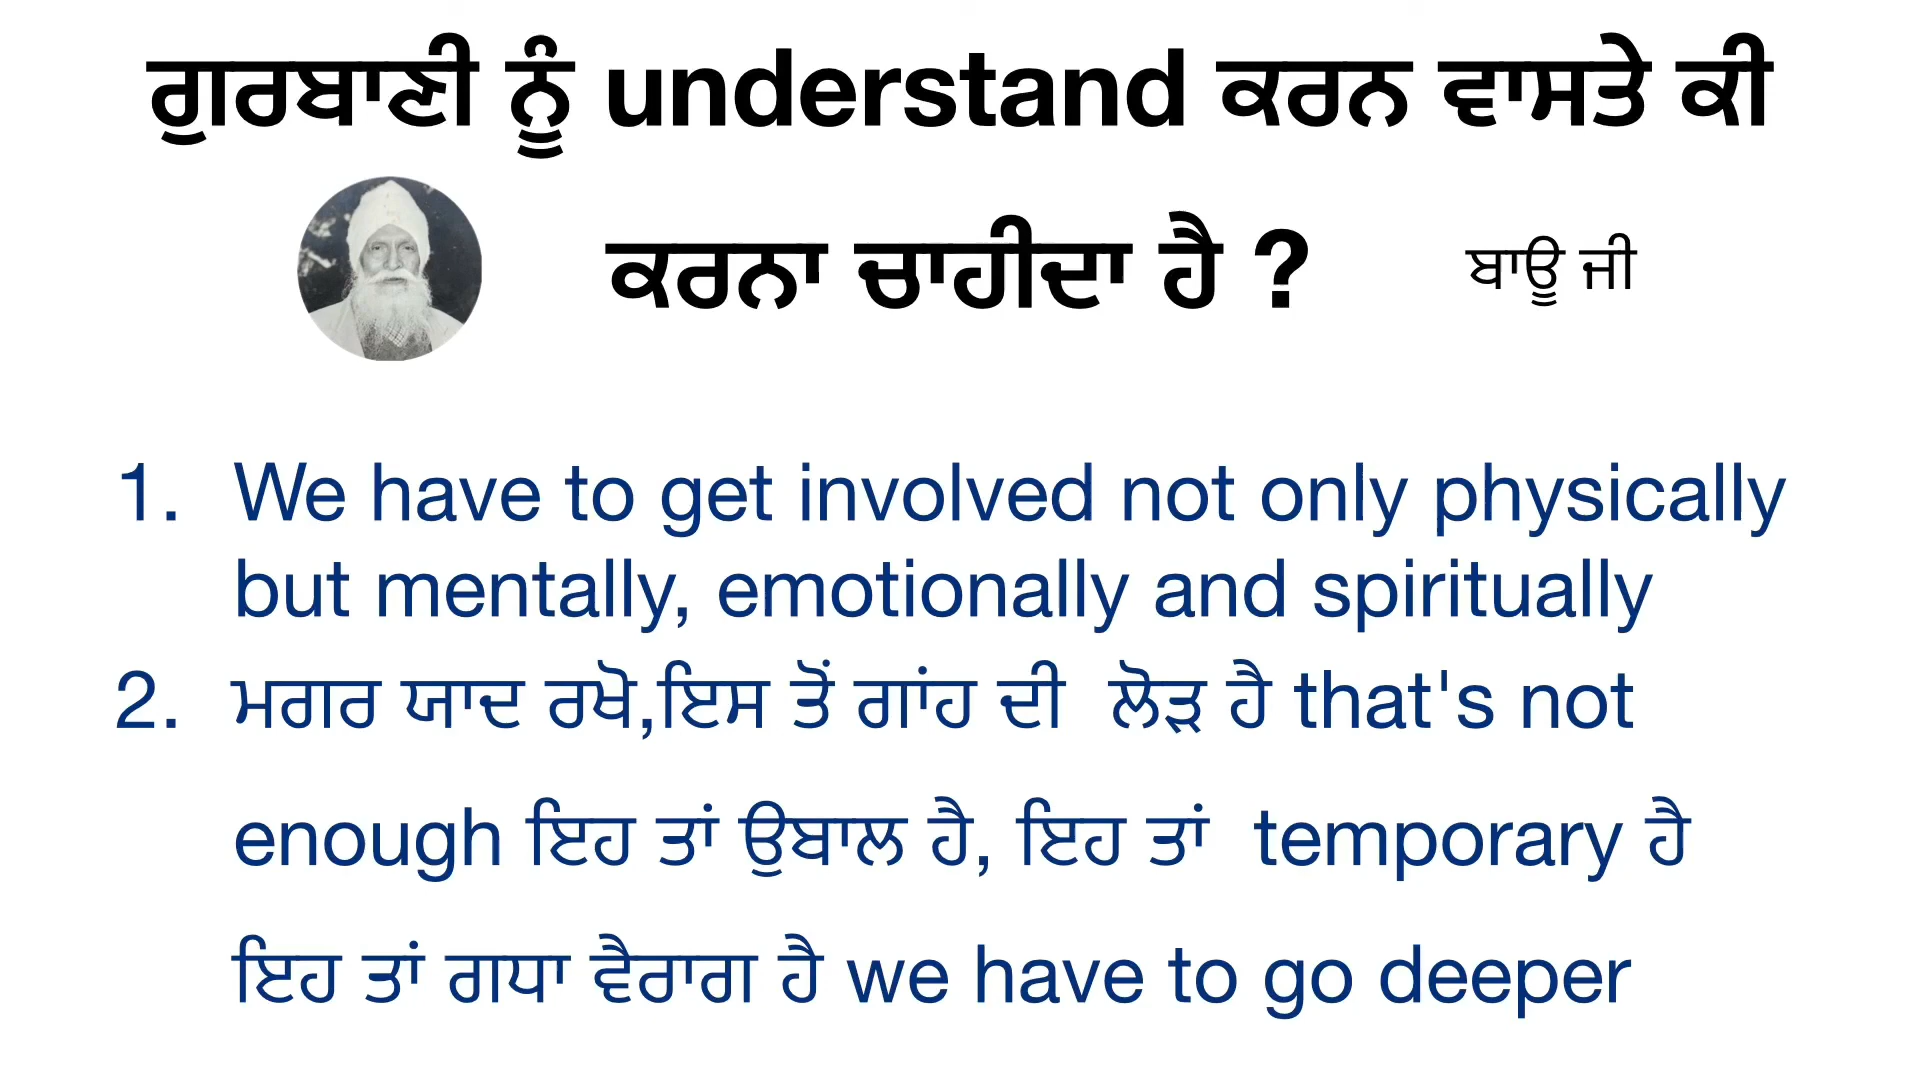 ਗੁਰਬਾਣੀ ਨੂੰ understand ਕਰਨ ਵਾਸਤੇ ਕੀ
ਕਰਨਾ ਚਾਹੀਦਾ ਹੈ ?
ਬਾਊ ਜੀ
1. We have to get involved not only physically
but mentally, emotionally and spiritually
2. ਮਗਰ ਯਾਦ ਰਖੋ,ਇਸ ਤੋਂ ਗਾਂਹ ਦੀ ਲੋੜ ਹੈ that's not
enough ਇਹ ਤਾਂ ਉਬਾਲ ਹੈ, ਇਹ ਤਾਂ temporary ਹੈ
ਇਹ ਤਾਂ ਗਧਾ ਵੈਰਾਗ ਹੈ we have to go deeper